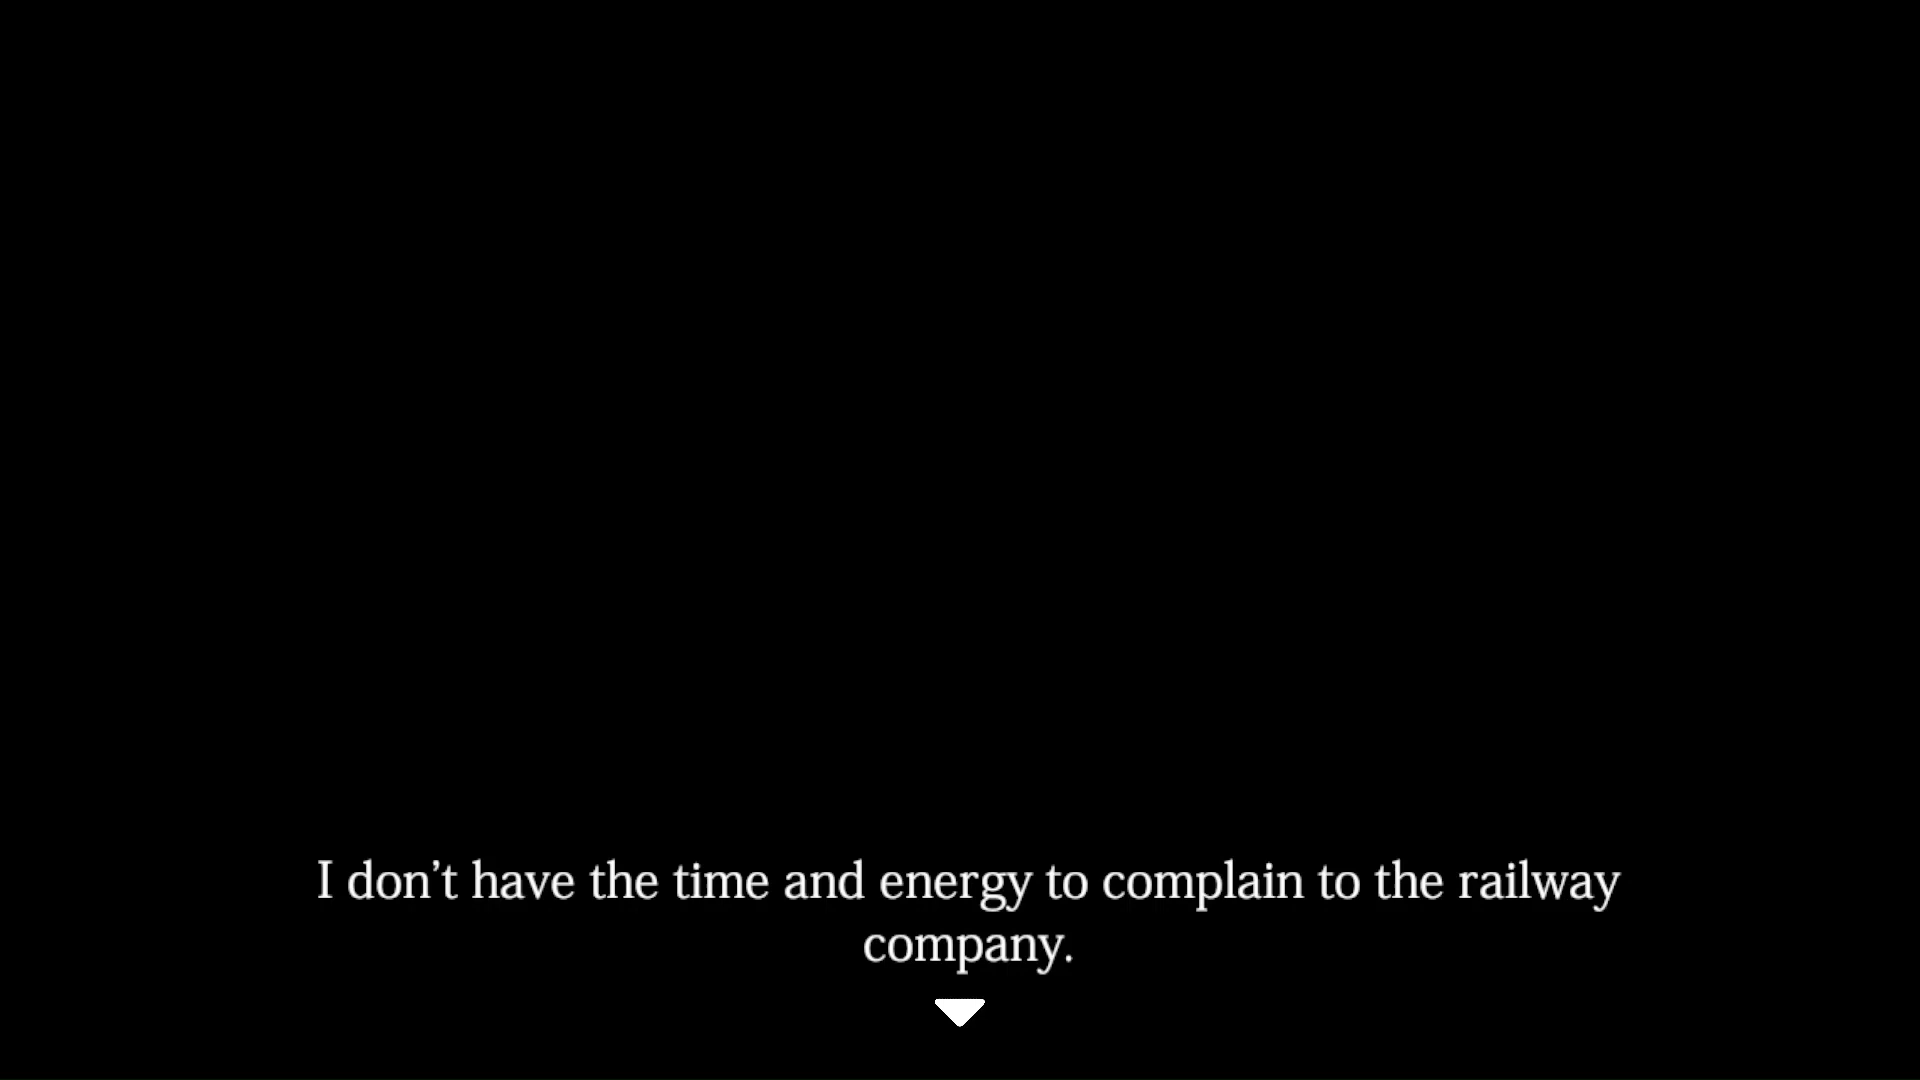 I don’t have the time and energy to complain to the railway
company.